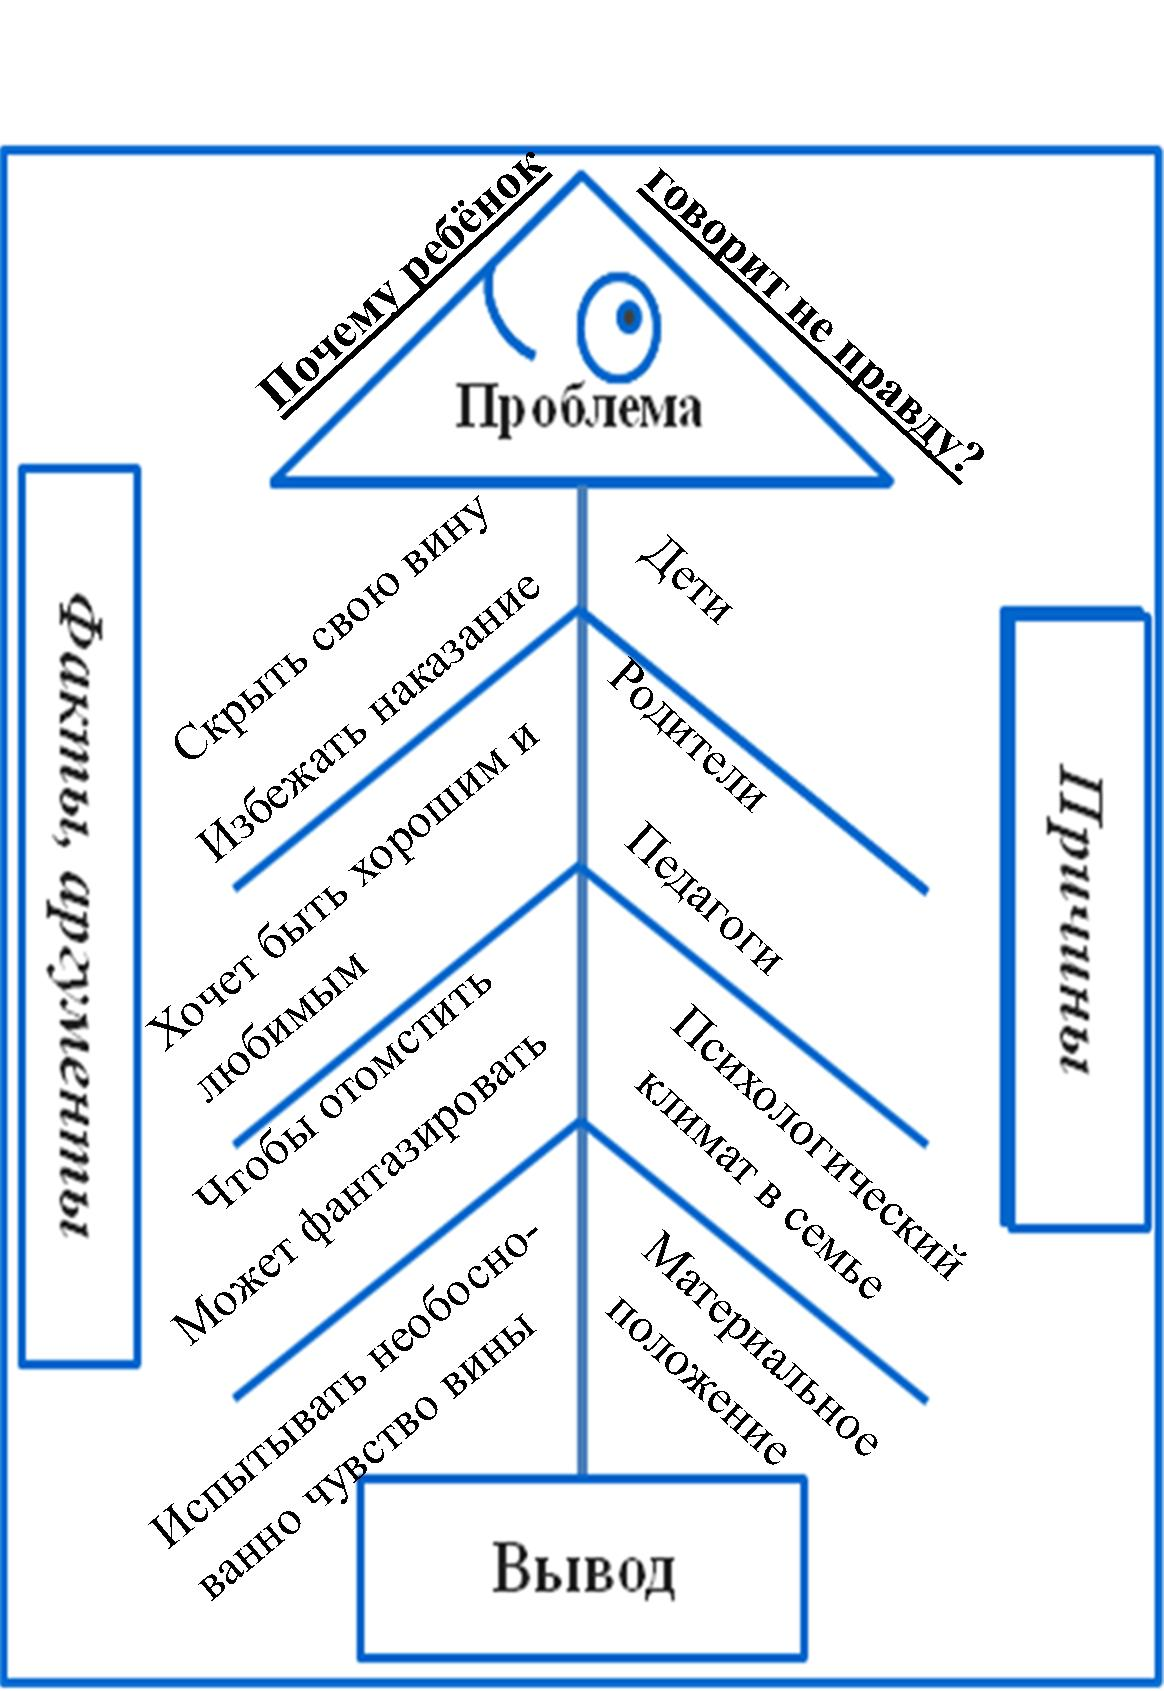 Почему ребёнок
говорит не правду?
Проблема
Факты, аргументы
Скрыть свою вину
Избежать наказание
Хочет быть хорошим и
любимым
Чтобы отомстить
Может фантазировать
Испытывать необосно-
ванно чувство вины
Дети
Родители
Педагоги
Психологический
климат в семье
Материальное
положение
Причины
Вывод